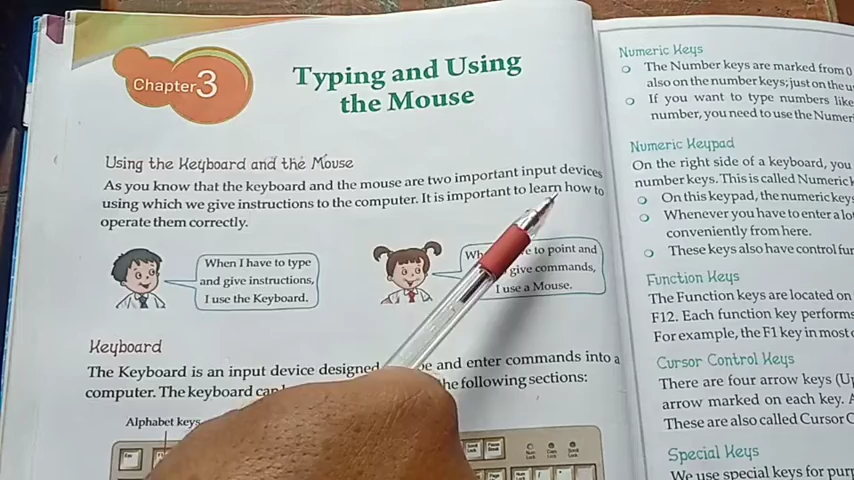 Chapter 3
Typing and Using
the Mouse
Using the Keyboard and the Mouse
As you know that the keyboard and the mouse are two important input devices
using which we give instructions to the computer. It is important to learn how to
operate them correctly.
When I have to type
and give instructions,
I use the Keyboard.
to point and
give commands,
I use a Mouse.
Keyboard
The Keyboard is an input device designed and enter commands into a
computer. The keyboard can the following sections:
Alphabet keys
Numeric Keys
The Number keys are marked from 0
also on the number keys; just on the
If you want to type numbers like
number, you need to use the
Numeric Keypad
On the right side of a keyboard, you
number keys. This is called Numeric
On this keypad, the numeric keys
Whenever you have to enter a
conveniently from here.
These keys also have control
Function Keys
The Function keys are located on
F12. Each function key performs
For example, the F1 key in most
Cursor Control Keys
There are four arrow keys
arrow marked on each key.
These are also called Cursor
Special Keys
We use special keys for